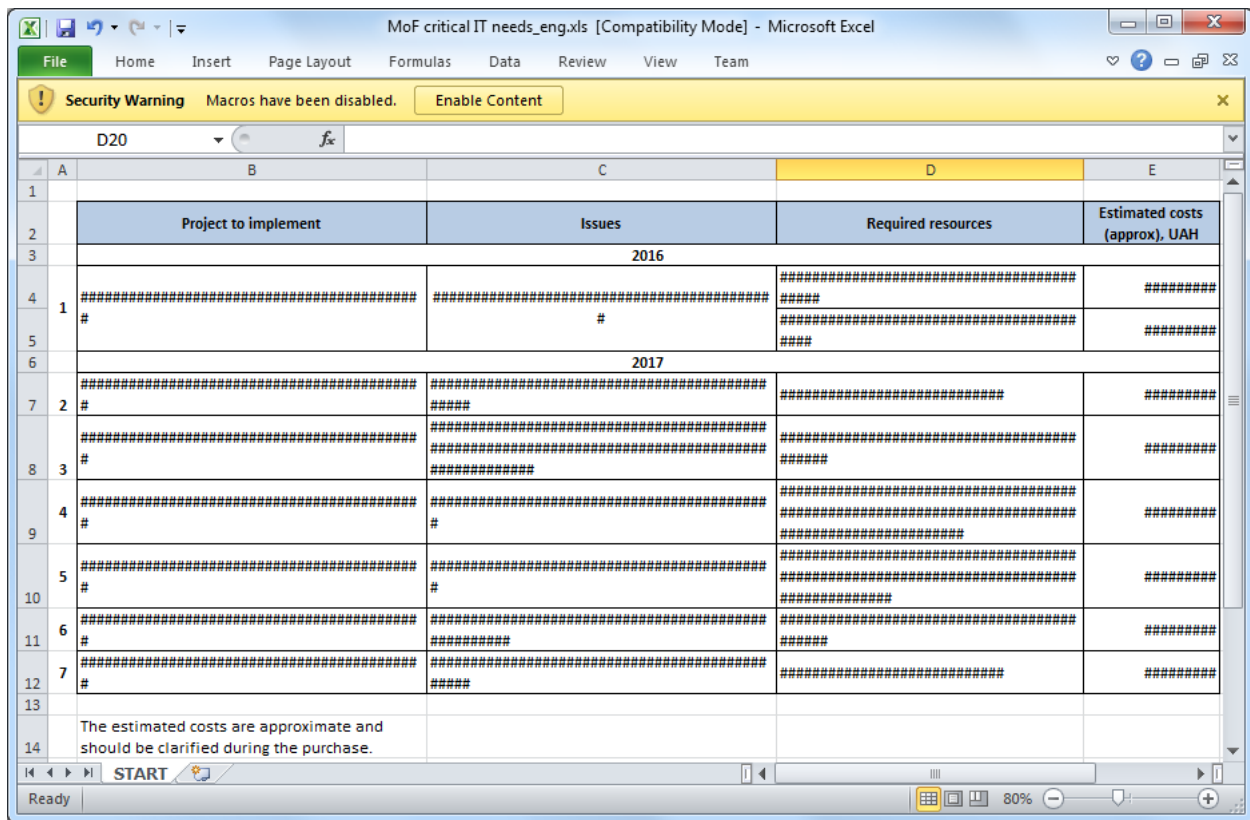 MoF critical IT needs_eng.xls [Compatibility Mode] - Microsoft Excel
File Home Insert Page Layout Formulas Data Review View Team
Security Warning Macros have been disabled. Enable Content
D20 fx
A B C D E
1
2 Project to implement Issues Required resources Estimated costs
(approx), UAH
3 2016
4 ########################################## ########################################## ##################################### #########
1 # # #####
5 ##################################### #########
####
6 2017
7 2 ########################################## ########################################## ############################ #########
# #####
8 3 ########################################## ########################################## ##################################### #########
# ########################################## ######
#############
9 4 ########################################## ########################################## ##################################### #########
# # #####################################
#######################
10 5 ########################################## ########################################## ##################################### #########
# # #####################################
##############
11 6 ########################################## ########################################## ##################################### #########
# ########## ######
12 7 ########################################## ########################################## ############################ #########
# #####
13
14 The estimated costs are approximate and
should be clarified during the purchase.
START
Ready 80%